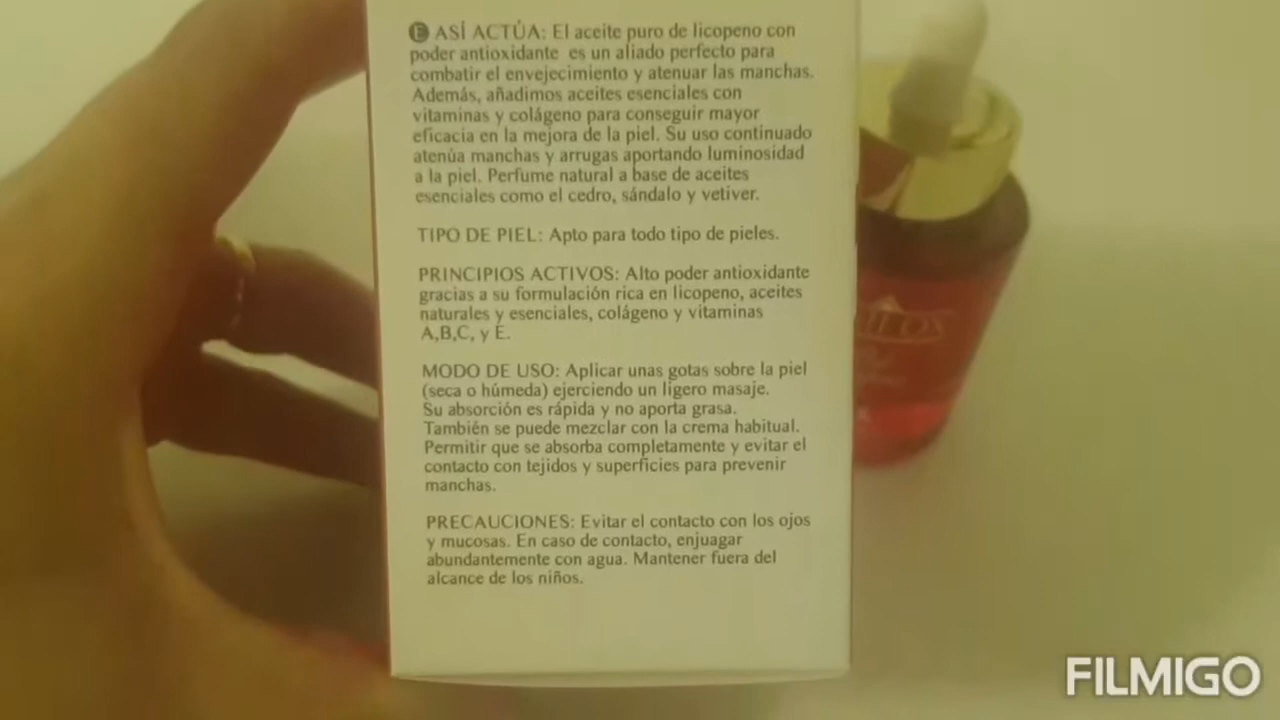 E ASÍ ACTÚA: El aceite puro de licopeno con
poder antioxidante es un aliado perfecto para
combatir el envejecimiento y atenuar las manchas.
Además, añadimos aceites esenciales con
vitaminas y colágeno para conseguir mayor
eficacia en la mejora de la piel. Su uso continuado
atenúa manchas y arrugas aportando luminosidad
a la piel. Perfume natural a base de aceites
esenciales como el cedro, sándalo y vetiver.
TIPO DE PIEL: Apto para todo tipo de pieles.
PRINCIPIOS ACTIVOS: Alto poder antioxidante
gracias a su formulación rica en licopeno, aceites
naturales y esenciales, colágeno y vitaminas
A,B,C, y E.
MODO DE USO: Aplicar unas gotas sobre la piel
(seca o húmeda) ejerciendo un ligero masaje.
Su absorción es rápida y no aporta grasa.
También se puede mezclar con la crema habitual.
Permitir que se absorba completamente y evitar el
contacto con tejidos y superficies para prevenir
manchas.
PRECAUCIONES: Evitar el contacto con los ojos
y mucosas. En caso de contacto, enjuagar
abundantemente con agua. Mantener fuera del
alcance de los niños.
FILMIGO